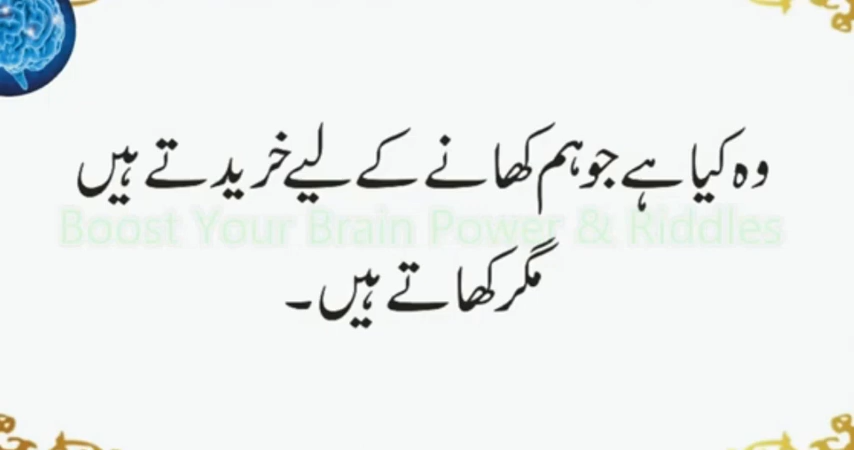 وہ کیا ہے جو ہم کھانے کے لیے خریدتے ہیں
Boost Your Brain Power & Riddles
مگر کھاتے ہیں۔